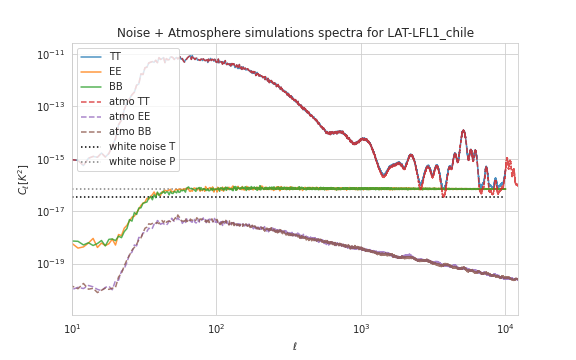 Noise + Atmosphere simulations spectra for LAT-LFL1_chile
10⁻¹¹
10⁻¹³
10⁻¹⁵
10⁻¹⁷
10⁻¹⁹
C_ℓ[K²]
TT
EE
BB
atmo TT
atmo EE
atmo BB
white noise T
white noise P
10¹ 10² 10³ 10⁴
ℓ